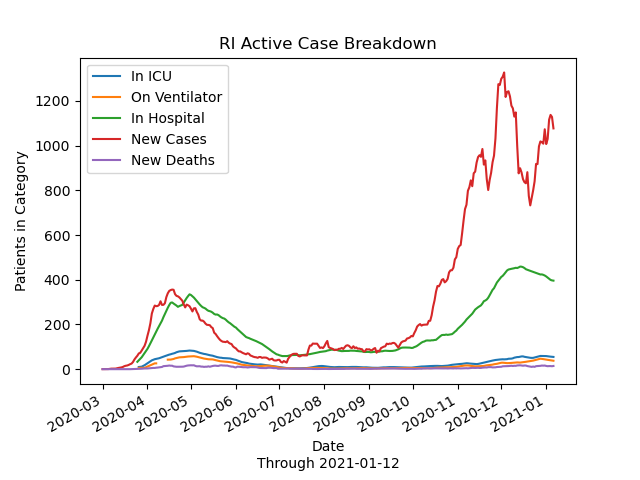 RI Active Case Breakdown
In ICU
On Ventilator
In Hospital
New Cases
New Deaths
Patients in Category
1200
1000
800
600
400
200
0
2020-03
2020-04
2020-05
2020-06
2020-07
2020-08
2020-09
2020-10
2020-11
2020-12
2021-01
Date
Through 2021-01-12